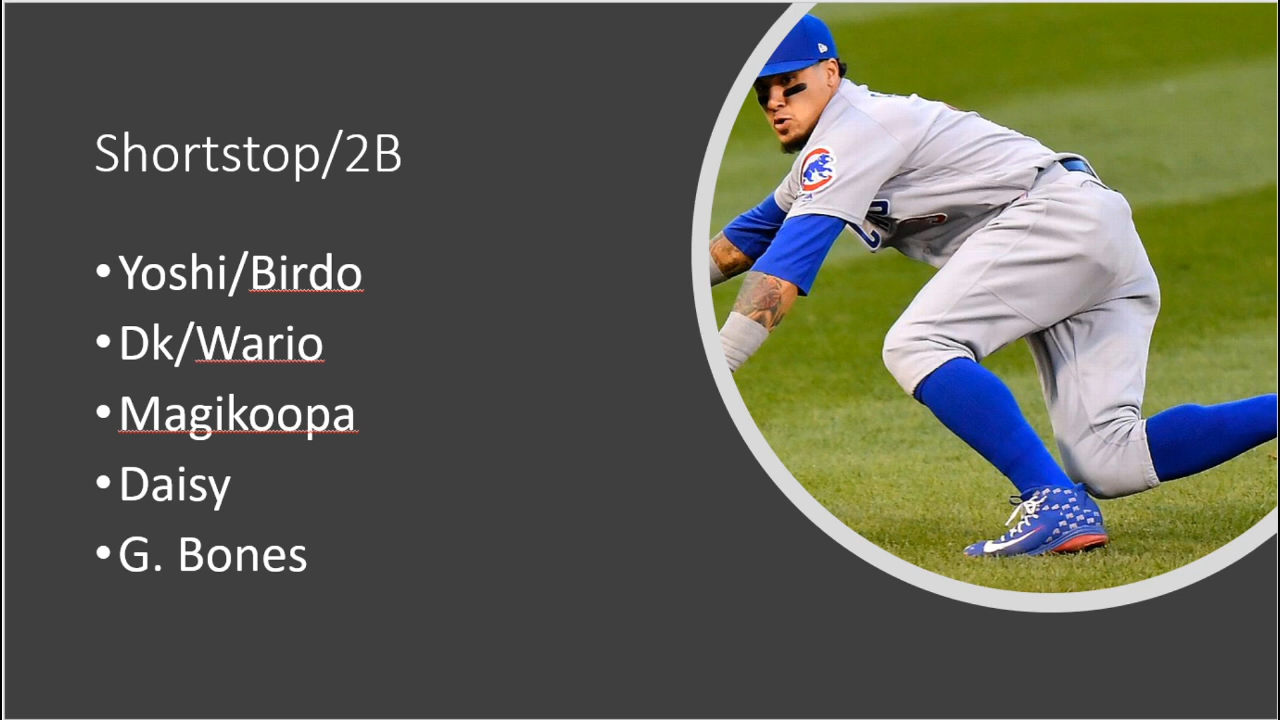 Shortstop/2B
•Yoshi/Birdo
•Dk/Wario
•Magikoopa
•Daisy
•G. Bones